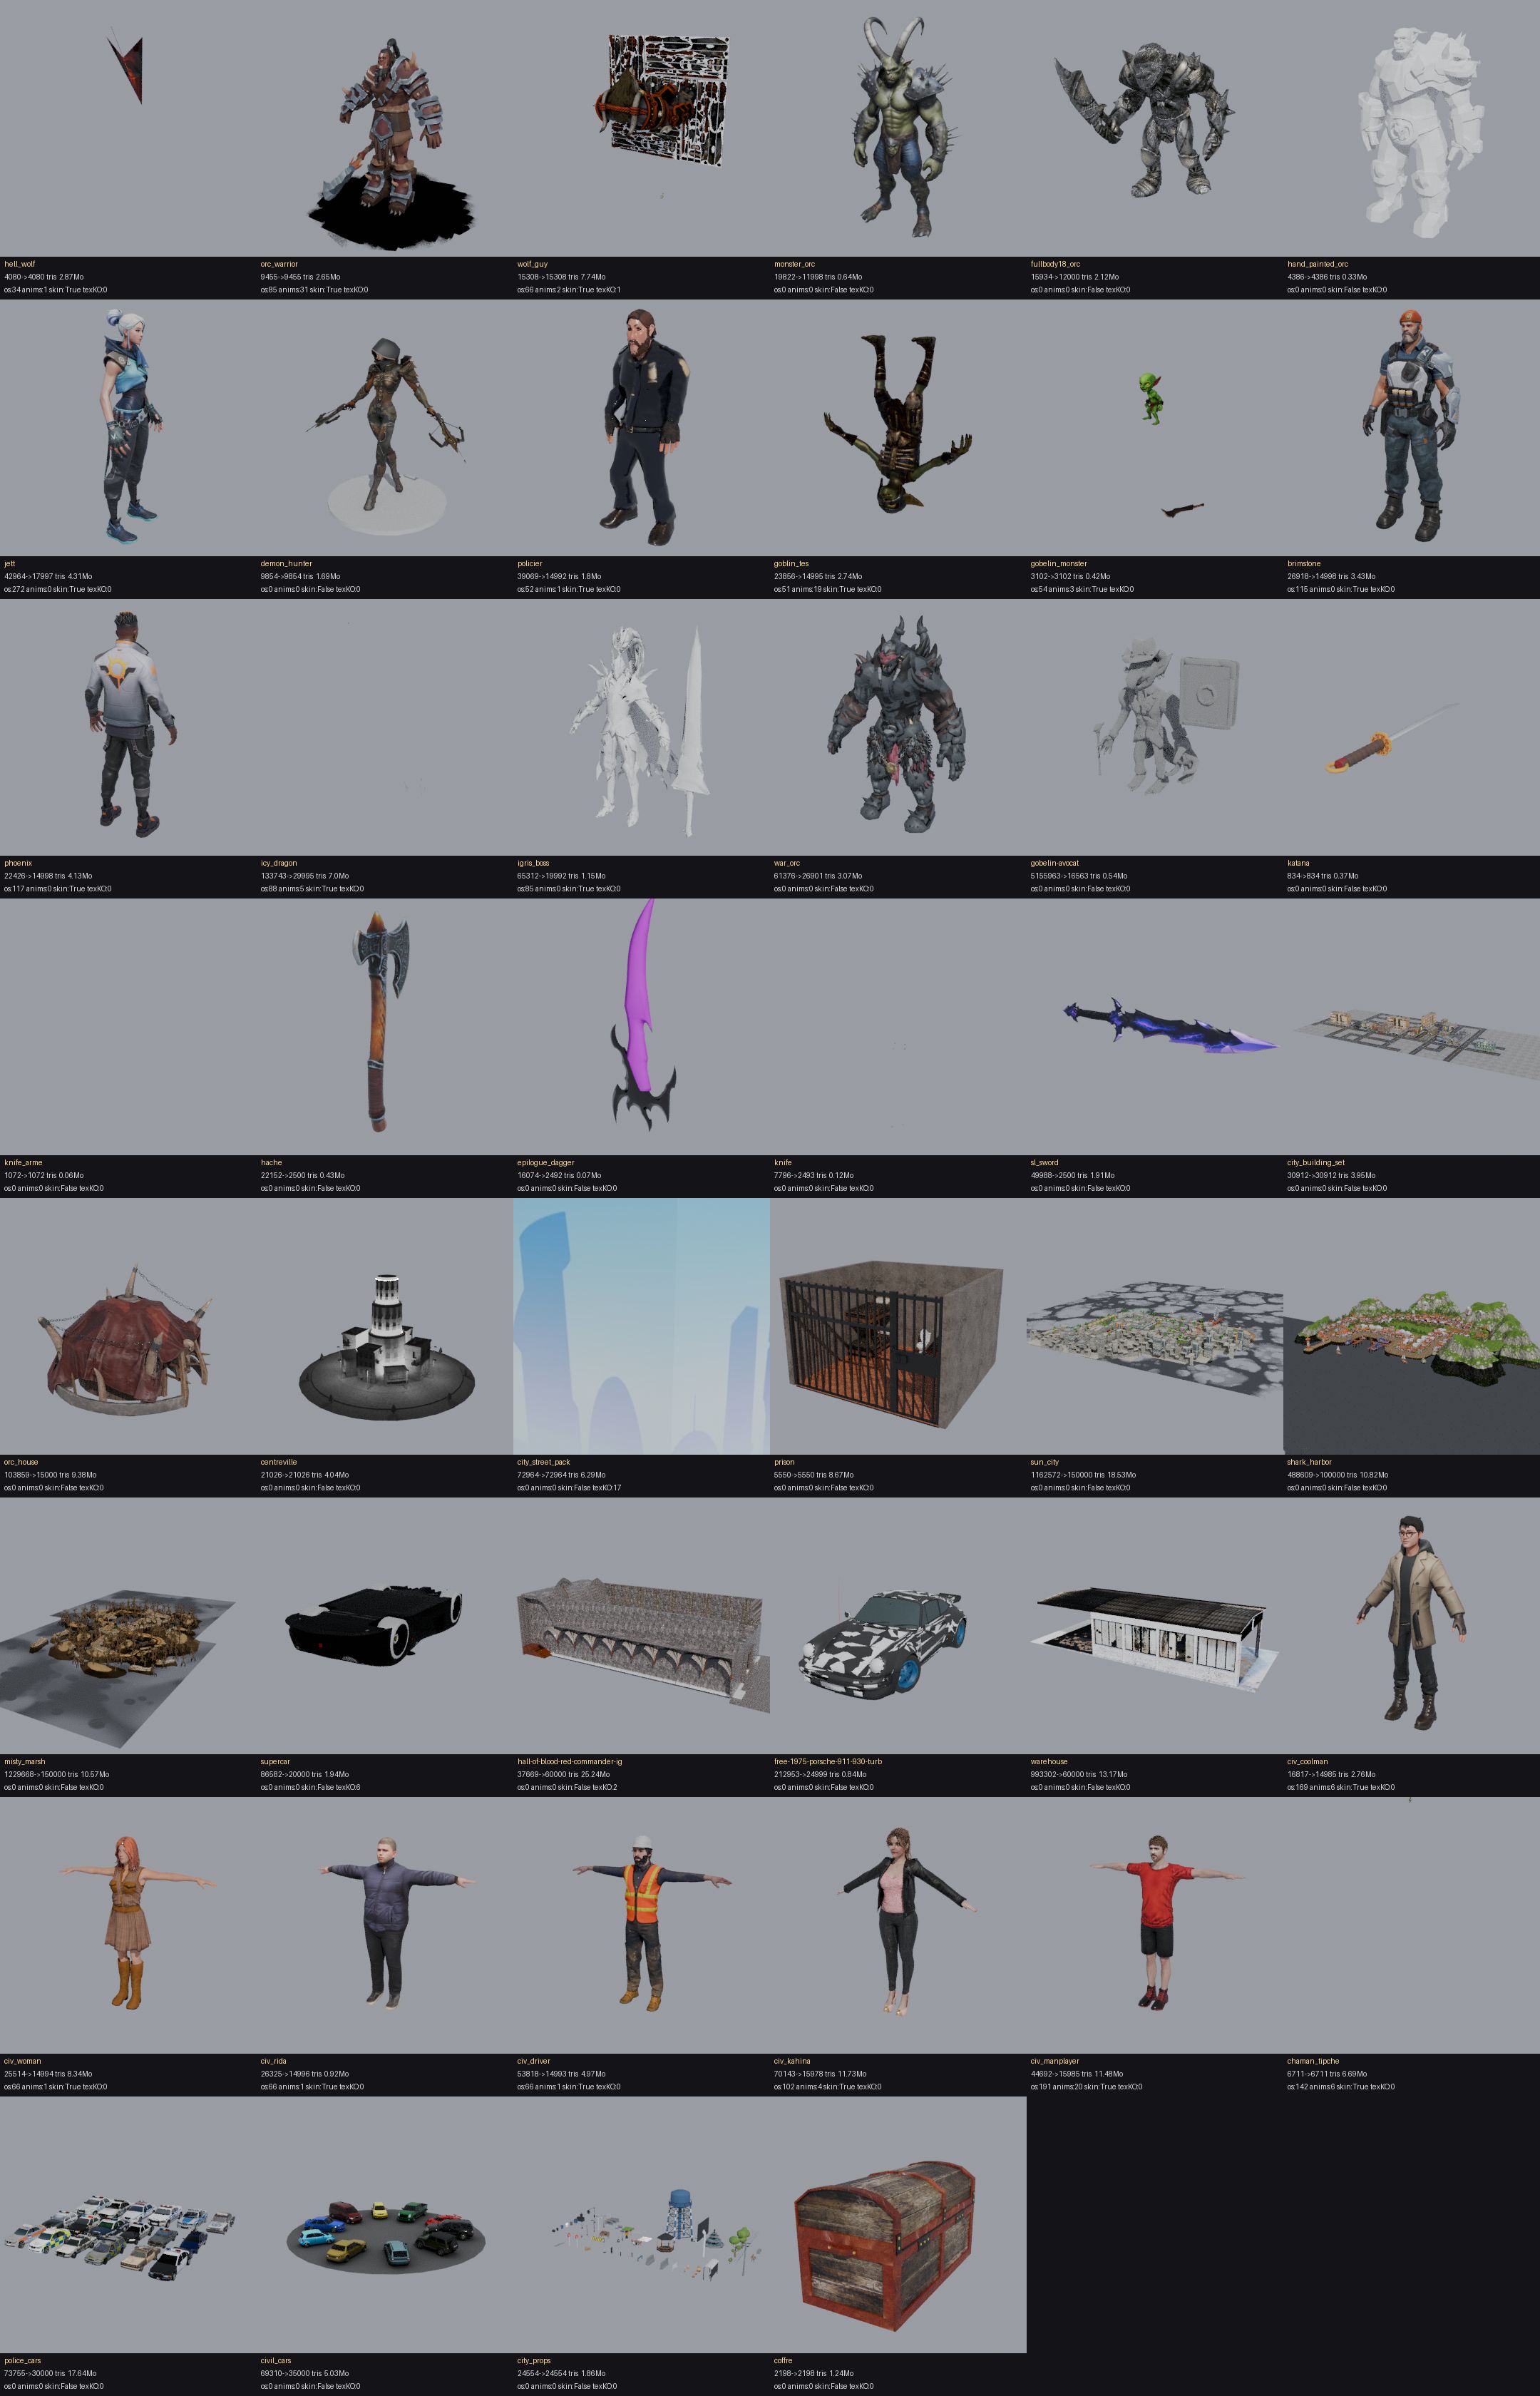 hell_wolf
4080->4080 tris 2.87Mo
os:34 anims:1 skin:True texKO:0
orc_warrior
9455->9455 tris 2.65Mo
os:85 anims:31 skin:True texKO:0
wolf_guy
15308->15308 tris 7.74Mo
os:66 anims:2 skin:True texKO:1
monster_orc
19822->11998 tris 0.64Mo
os:0 anims:0 skin:False texKO:0
fullbody18_orc
15934->12000 tris 2.12Mo
os:0 anims:0 skin:False texKO:0
hand_painted_orc
4386->4386 tris 0.33Mo
os:0 anims:0 skin:False texKO:0
jett
42964->17997 tris 4.31Mo
os:272 anims:0 skin:True texKO:0
demon_hunter
9854->9854 tris 1.69Mo
os:0 anims:0 skin:False texKO:0
policier
39069->14992 tris 1.8Mo
os:52 anims:1 skin:True texKO:0
goblin_tes
23856->14995 tris 2.74Mo
os:51 anims:19 skin:True texKO:0
gobelin_monster
3102->3102 tris 0.42Mo
os:54 anims:3 skin:True texKO:0
brimstone
26918->14998 tris 3.43Mo
os:115 anims:0 skin:True texKO:0
phoenix
22426->14998 tris 4.13Mo
os:117 anims:0 skin:True texKO:0
icy_dragon
133743->29995 tris 7.0Mo
os:88 anims:5 skin:True texKO:0
igris_boss
65312->19992 tris 1.15Mo
os:85 anims:0 skin:True texKO:0
war_orc
61376->26901 tris 3.07Mo
os:0 anims:0 skin:False texKO:0
gobelin-avocat
5155963->16563 tris 0.54Mo
os:0 anims:0 skin:False texKO:0
katana
834->834 tris 0.37Mo
os:0 anims:0 skin:False texKO:0
knife_arme
1072->1072 tris 0.06Mo
os:0 anims:0 skin:False texKO:0
hache
22152->2500 tris 0.43Mo
os:0 anims:0 skin:False texKO:0
epilogue_dagger
16074->2492 tris 0.07Mo
os:0 anims:0 skin:False texKO:0
knife
7796->2493 tris 0.12Mo
os:0 anims:0 skin:False texKO:0
sl_sword
49988->2500 tris 1.91Mo
os:0 anims:0 skin:False texKO:0
city_building_set
30912->30912 tris 3.95Mo
os:0 anims:0 skin:False texKO:0
orc_house
103859->15000 tris 9.38Mo
os:0 anims:0 skin:False texKO:0
centreville
21026->21026 tris 4.04Mo
os:0 anims:0 skin:False texKO:0
city_street_pack
72964->72964 tris 6.29Mo
os:0 anims:0 skin:False texKO:17
prison
5550->5550 tris 8.67Mo
os:0 anims:0 skin:False texKO:0
sun_city
1162572->150000 tris 18.53Mo
os:0 anims:0 skin:False texKO:0
shark_harbor
488609->100000 tris 10.82Mo
os:0 anims:0 skin:False texKO:0
misty_marsh
1229668->150000 tris 10.57Mo
os:0 anims:0 skin:False texKO:0
supercar
86582->20000 tris 1.94Mo
os:0 anims:0 skin:False texKO:6
hall-of-blood-red-commander-ig
37669->60000 tris 25.24Mo
os:0 anims:0 skin:False texKO:2
free-1975-porsche-911-930-turb
212953->24999 tris 0.84Mo
os:0 anims:0 skin:False texKO:0
warehouse
993302->60000 tris 13.17Mo
os:0 anims:0 skin:False texKO:0
civ_coolman
16817->14985 tris 2.76Mo
os:169 anims:6 skin:True texKO:0
civ_woman
25514->14994 tris 8.34Mo
os:66 anims:1 skin:True texKO:0
civ_rida
26325->14996 tris 0.92Mo
os:66 anims:1 skin:True texKO:0
civ_driver
53818->14993 tris 4.97Mo
os:66 anims:1 skin:True texKO:0
civ_kahina
70143->15978 tris 11.73Mo
os:102 anims:4 skin:True texKO:0
civ_manplayer
44692->15985 tris 11.48Mo
os:191 anims:20 skin:True texKO:0
chaman_tipche
6711->6711 tris 6.69Mo
os:142 anims:6 skin:True texKO:0
police_cars
73755->30000 tris 17.64Mo
os:0 anims:0 skin:False texKO:0
civil_cars
69310->35000 tris 5.03Mo
os:0 anims:0 skin:False texKO:0
city_props
24554->24554 tris 1.86Mo
os:0 anims:0 skin:False texKO:0
coffre
2198->2198 tris 1.24Mo
os:0 anims:0 skin:False texKO:0